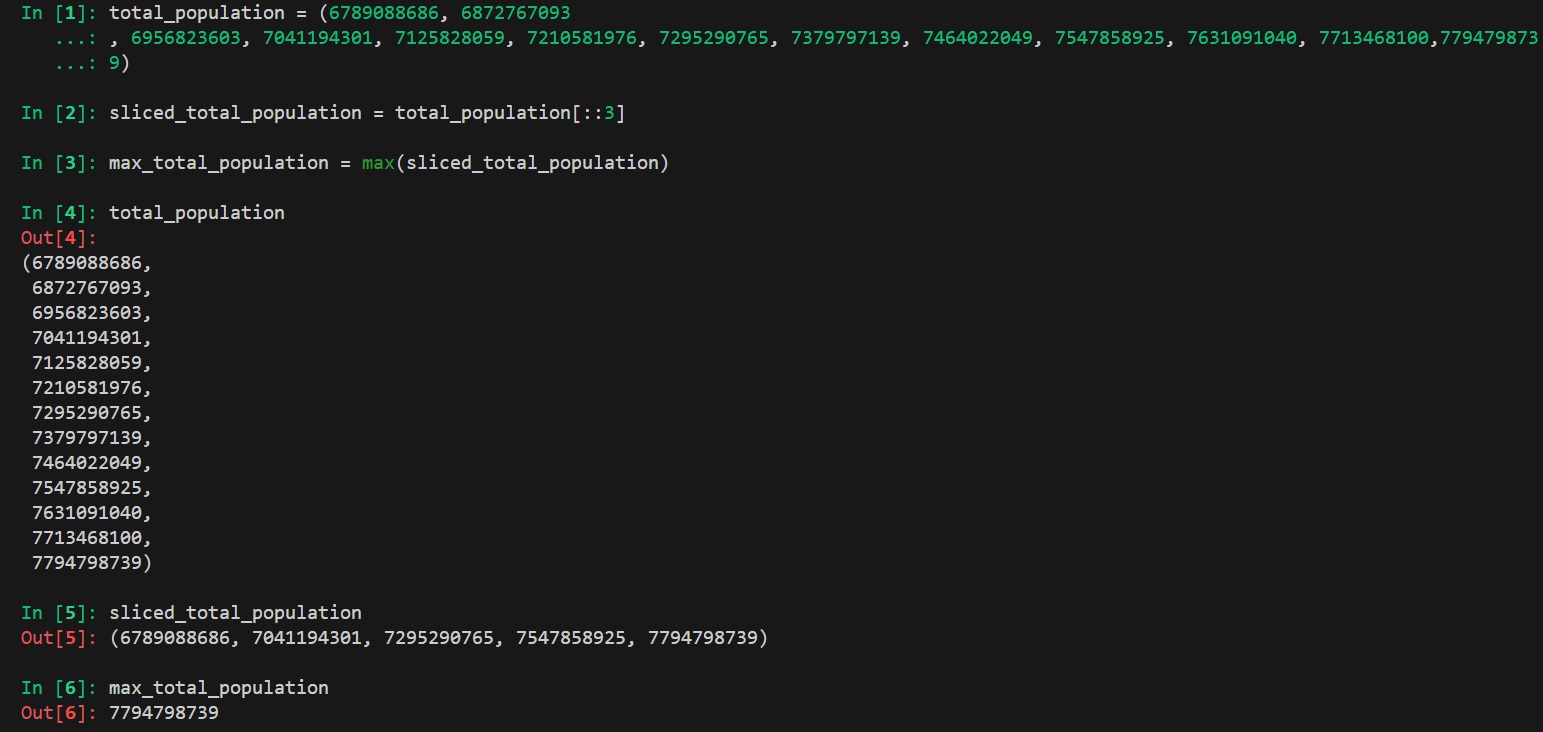 In [1]: total_population = (6789088686, 6872767093
   ...: , 6956823603, 7041194301, 7125828059, 7210581976, 7295290765, 7379797139, 7464022049, 7547858925, 7631091040, 7713468100,779479873
   ...: 9)
In [2]: sliced_total_population = total_population[::3]
In [3]: max_total_population = max(sliced_total_population)
In [4]: total_population
Out[4]:
(6789088686,
 6872767093,
 6956823603,
 7041194301,
 7125828059,
 7210581976,
 7295290765,
 7379797139,
 7464022049,
 7547858925,
 7631091040,
 7713468100,
 7794798739)
In [5]: sliced_total_population
Out[5]: (6789088686, 7041194301, 7295290765, 7547858925, 7794798739)
In [6]: max_total_population
Out[6]: 7794798739